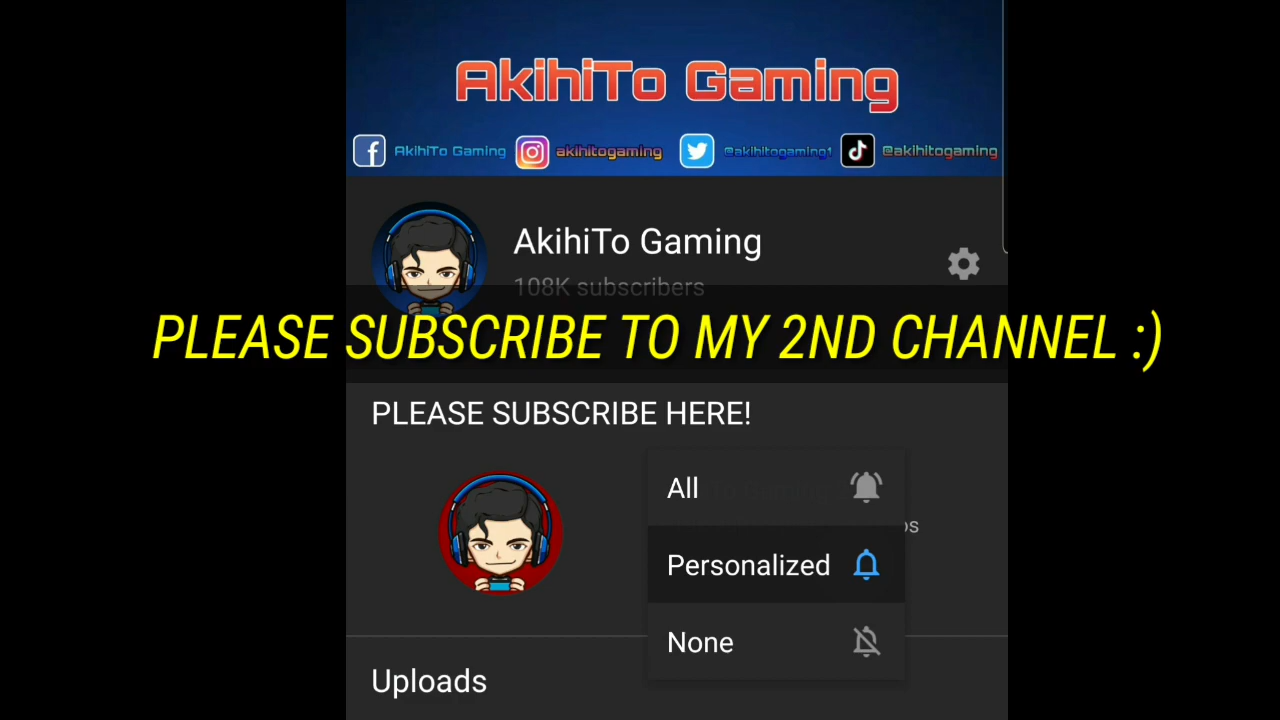 AkihiTo Gaming
AkihiTo Gaming akihitogaming @akihitogaming1 @akihitogaming
AkihiTo Gaming
108K subscribers
PLEASE SUBSCRIBE TO MY 2ND CHANNEL :)
PLEASE SUBSCRIBE HERE!
All
Personalized
None
Uploads